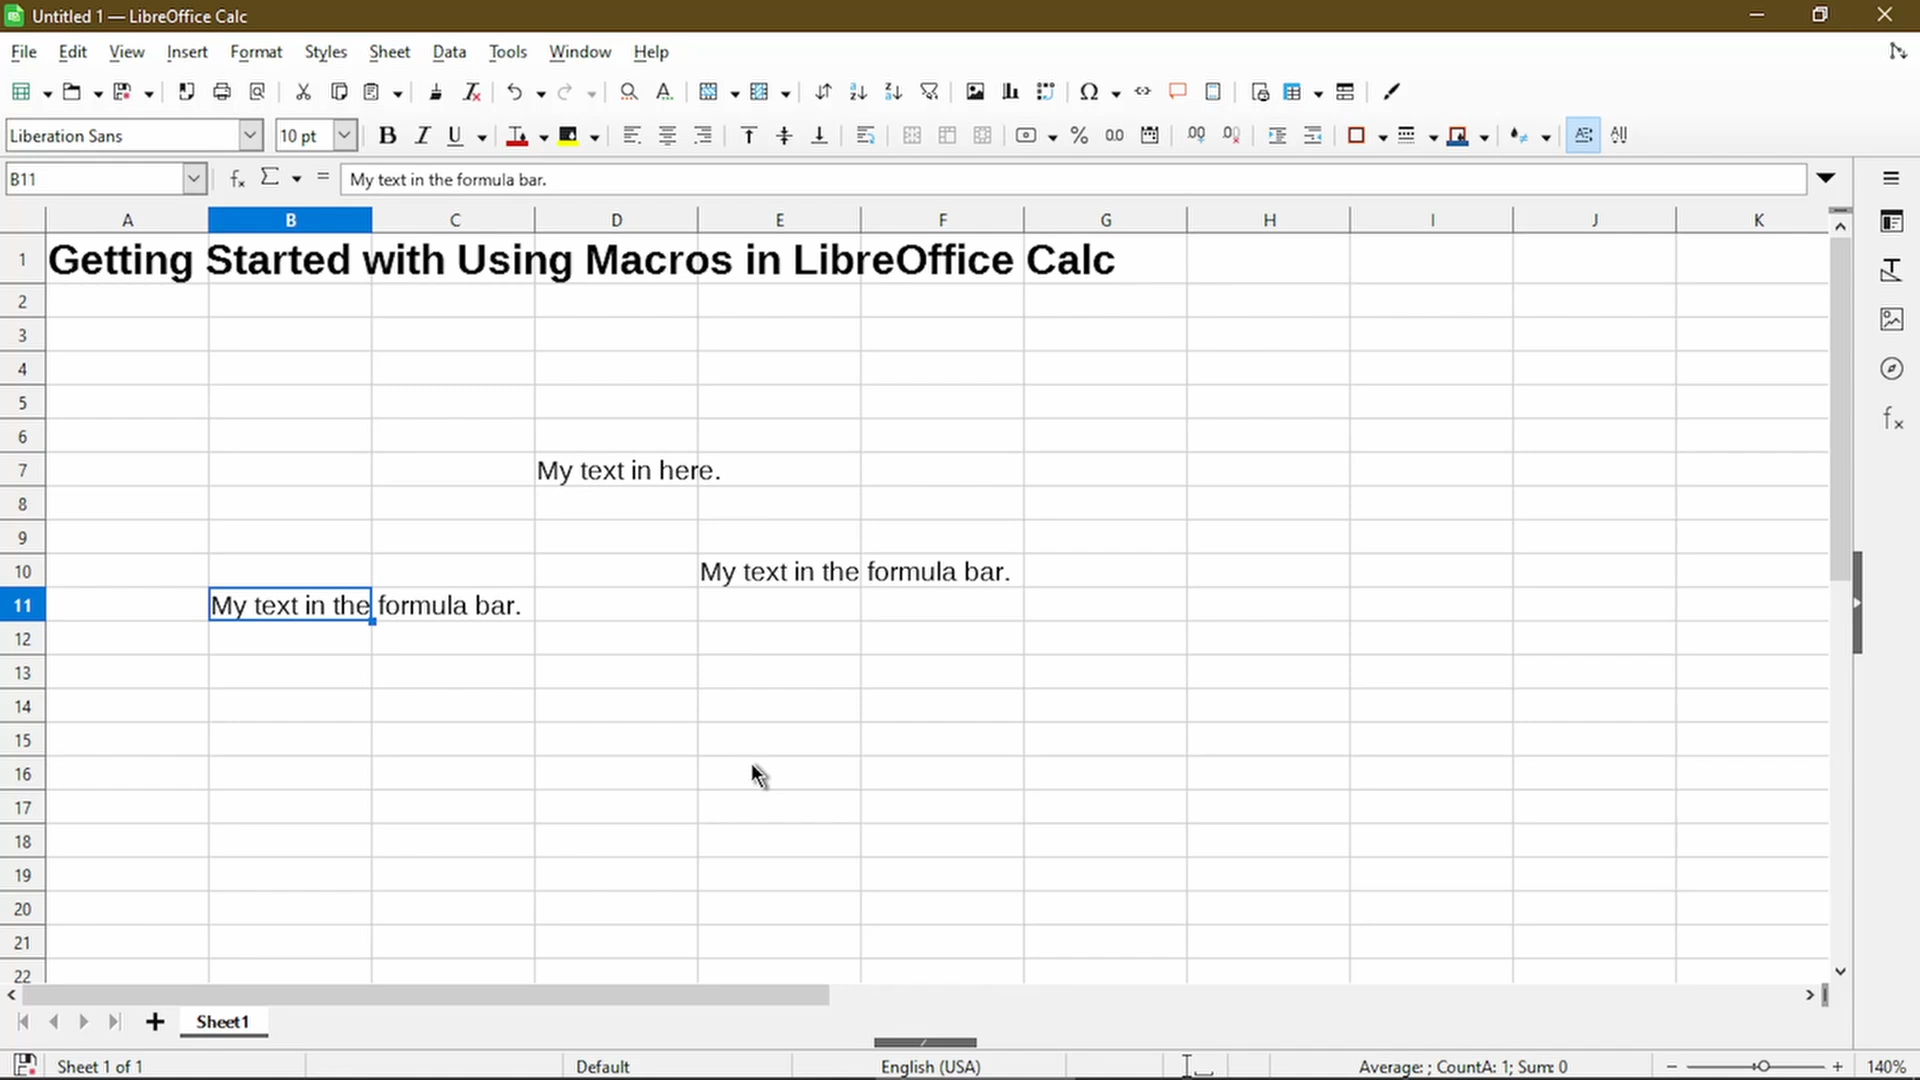 Untitled 1 — LibreOffice Calc
File Edit View Insert Format Styles Sheet Data Tools Window Help
Liberation Sans 10 pt B I U % 0.0
B11 fx Σ = My text in the formula bar.
A B C D E F G H I J K
1 Getting Started with Using Macros in LibreOffice Calc
2
3
4
5
6
7 My text in here.
8
9
10 My text in the formula bar.
11 My text in the formula bar.
12
13
14
15
16
17
18
19
20
21
22
Sheet1
Sheet 1 of 1 Default English (USA) Average: ; CountA: 1; Sum: 0 140%